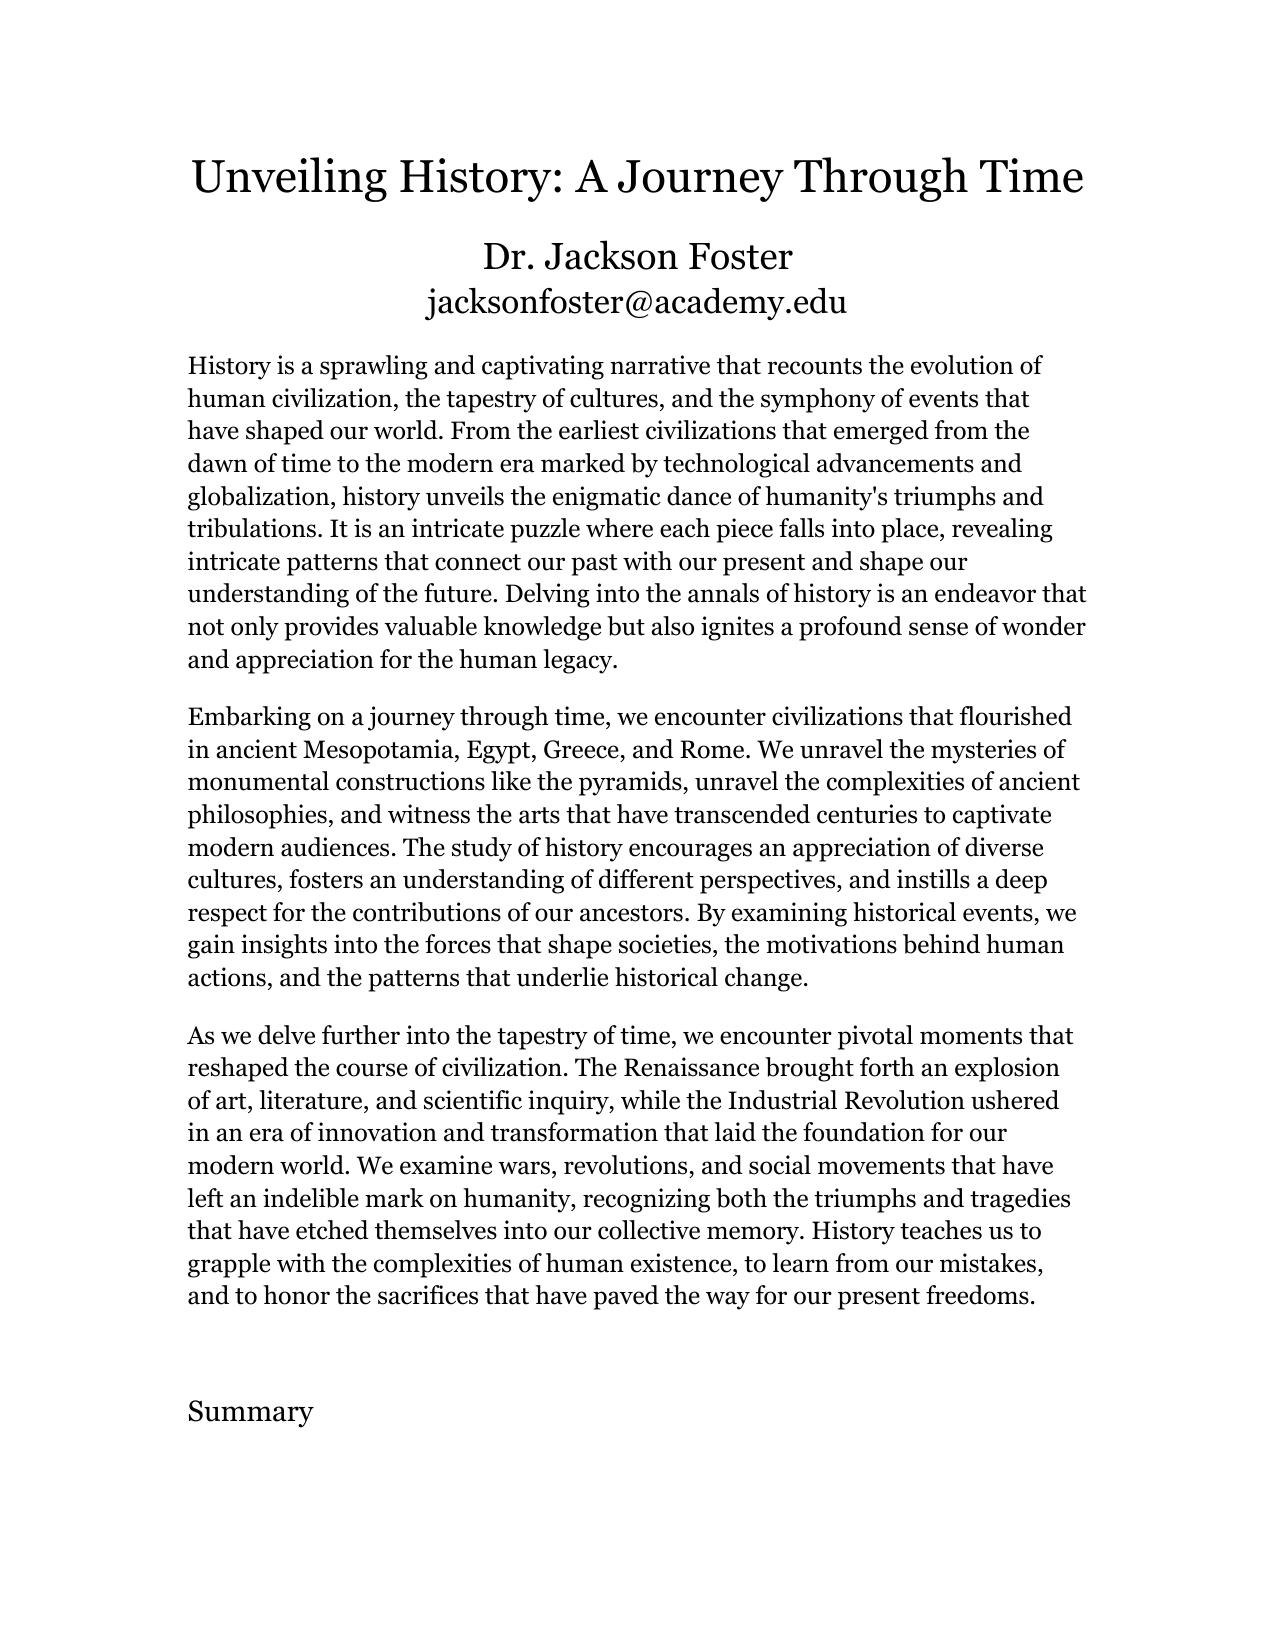 Unveiling History: A Journey Through Time
Dr. Jackson Foster
jacksonfoster@academy.edu
History is a sprawling and captivating narrative that recounts the evolution of
human civilization, the tapestry of cultures, and the symphony of events that
have shaped our world. From the earliest civilizations that emerged from the
dawn of time to the modern era marked by technological advancements and
globalization, history unveils the enigmatic dance of humanity's triumphs and
tribulations. It is an intricate puzzle where each piece falls into place, revealing
intricate patterns that connect our past with our present and shape our
understanding of the future. Delving into the annals of history is an endeavor that
not only provides valuable knowledge but also ignites a profound sense of wonder
and appreciation for the human legacy.
Embarking on a journey through time, we encounter civilizations that flourished
in ancient Mesopotamia, Egypt, Greece, and Rome. We unravel the mysteries of
monumental constructions like the pyramids, unravel the complexities of ancient
philosophies, and witness the arts that have transcended centuries to captivate
modern audiences. The study of history encourages an appreciation of diverse
cultures, fosters an understanding of different perspectives, and instills a deep
respect for the contributions of our ancestors. By examining historical events, we
gain insights into the forces that shape societies, the motivations behind human
actions, and the patterns that underlie historical change.
As we delve further into the tapestry of time, we encounter pivotal moments that
reshaped the course of civilization. The Renaissance brought forth an explosion
of art, literature, and scientific inquiry, while the Industrial Revolution ushered
in an era of innovation and transformation that laid the foundation for our
modern world. We examine wars, revolutions, and social movements that have
left an indelible mark on humanity, recognizing both the triumphs and tragedies
that have etched themselves into our collective memory. History teaches us to
grapple with the complexities of human existence, to learn from our mistakes,
and to honor the sacrifices that have paved the way for our present freedoms.
Summary